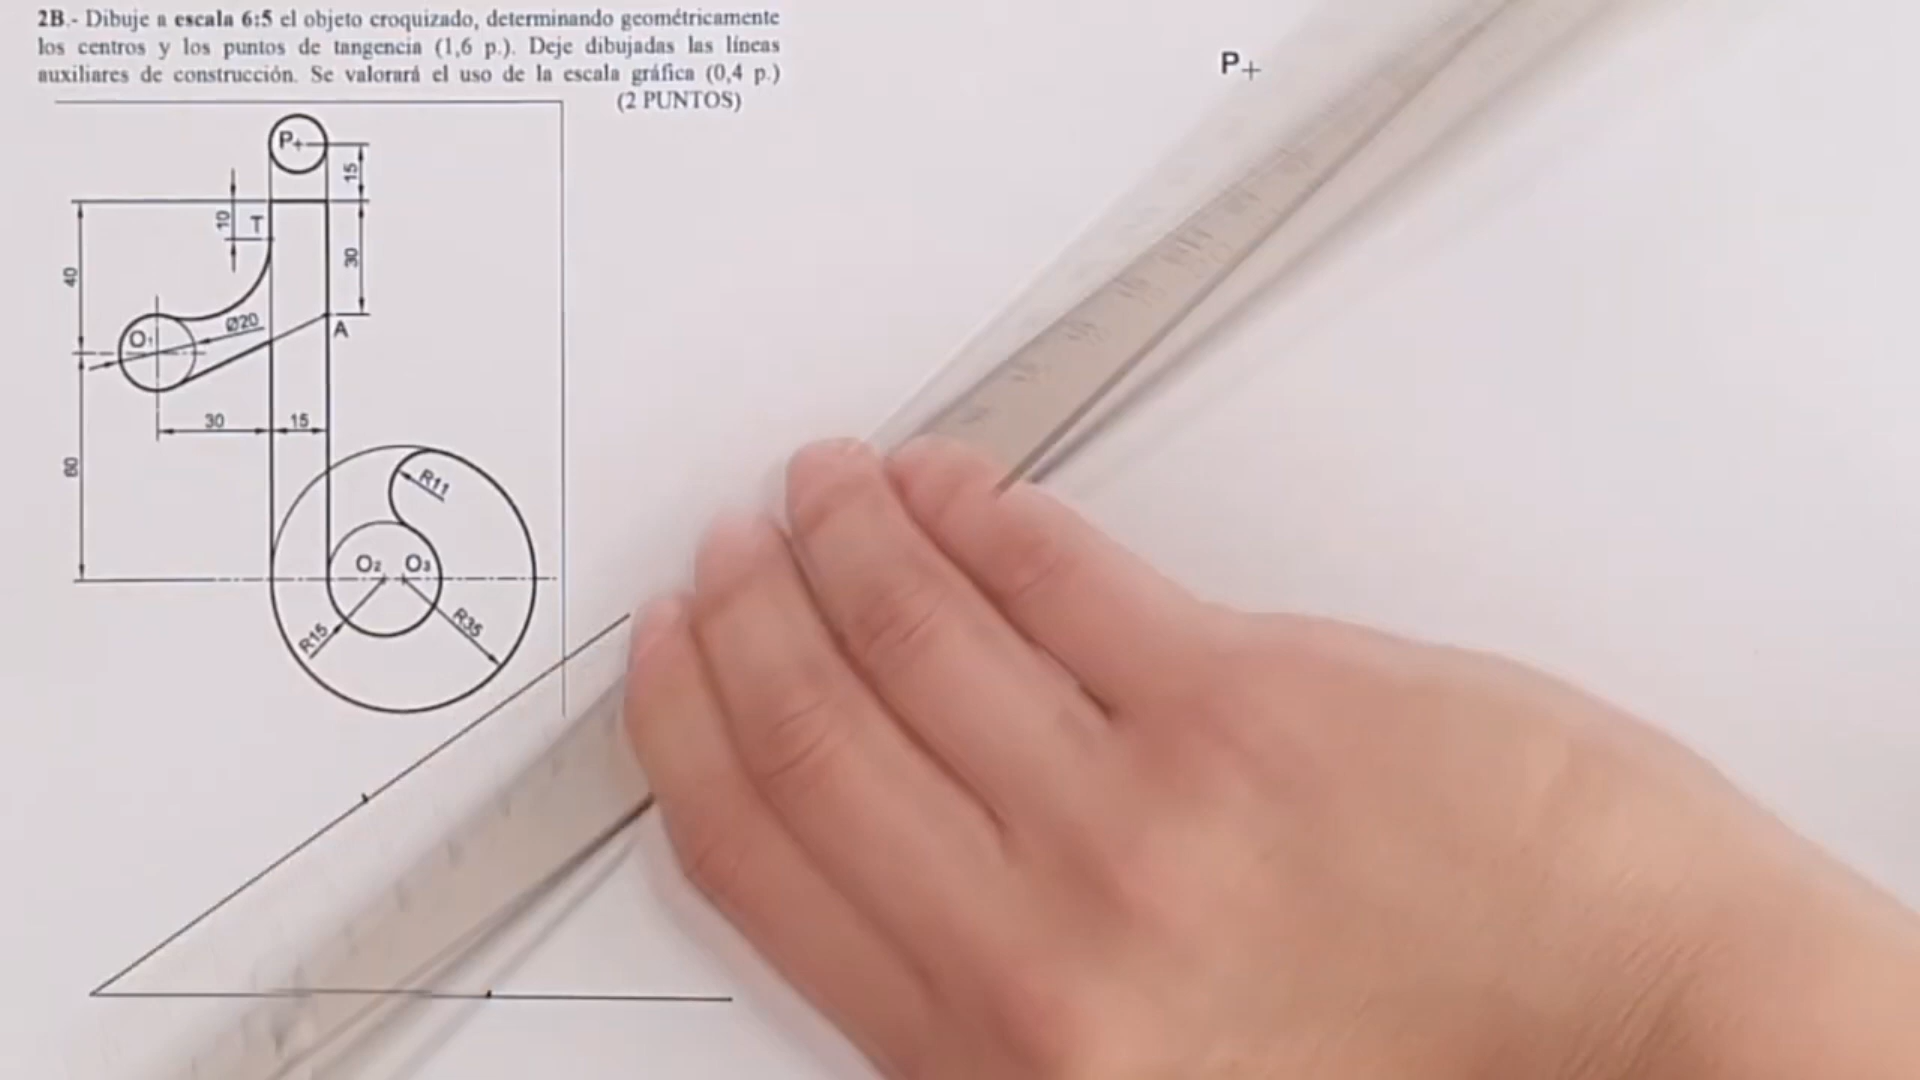 2B.- Dibuje a escala 6:5 el objeto croquizado, determinando geométricamente
los centros y los puntos de tangencia (1,6 p.). Deje dibujadas las líneas
auxiliares de construcción. Se valorará el uso de la escala gráfica (0,4 p.)
(2 PUNTOS)
P
P
15
10
T
30
40
Ø20
O1
A
30
15
60
R11
O2
O3
R15
R35